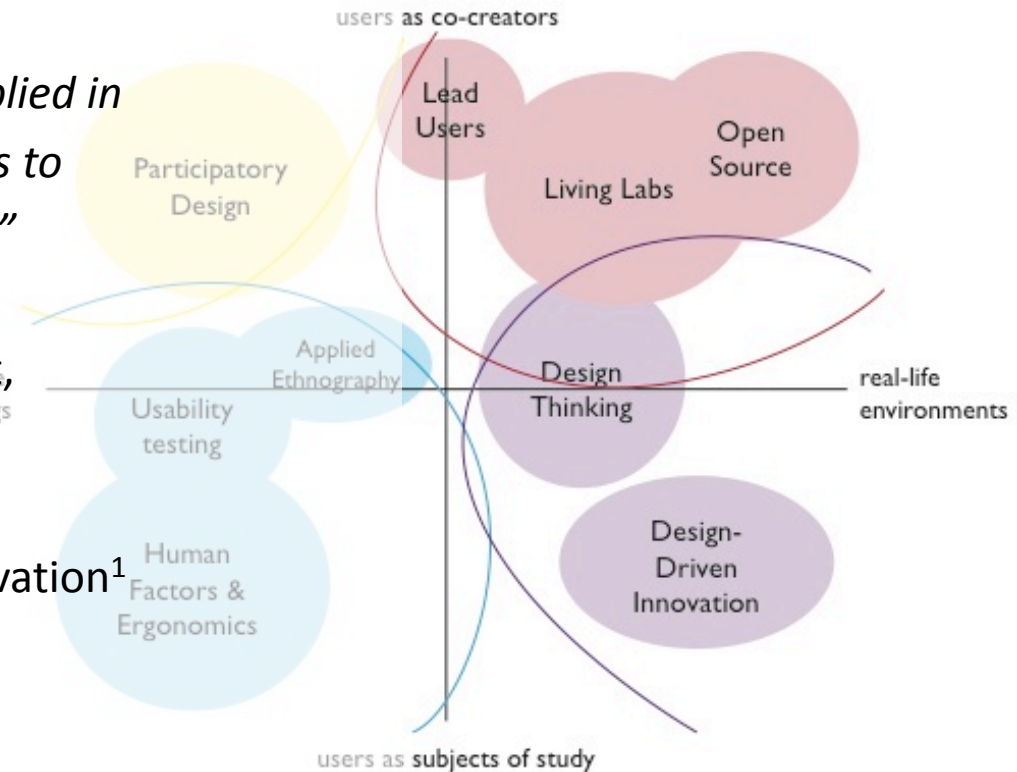 users as co-creators
plied in
s to
”
Lead
Users
Open
Source
Participatory
Design
Living Labs
Applied
Ethnography
Design
Thinking
real-life
environments
gs
Usability
testing
Design-
Driven
Innovation
vation¹
Human
Factors &
Ergonomics
users as subjects of study